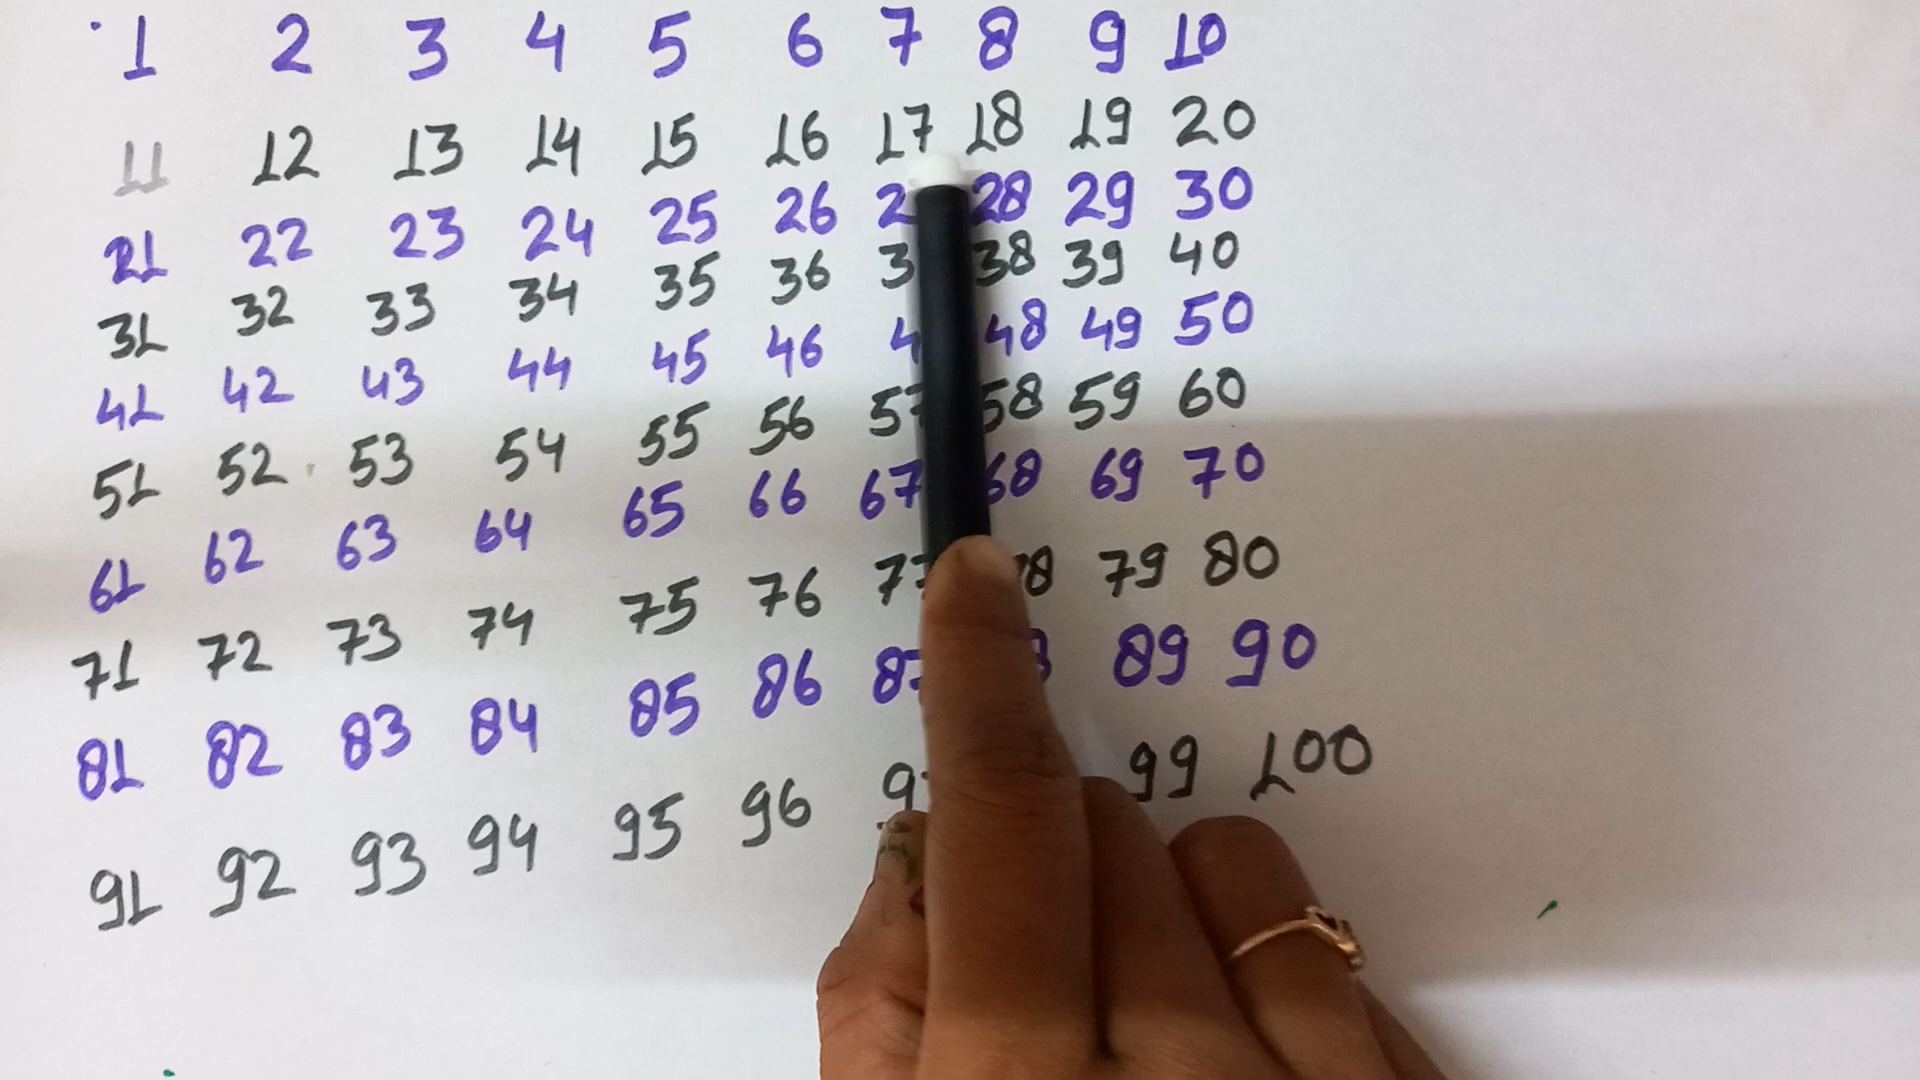 1 2 3 4 5 6 7 8 9 10
11 12 13 14 15 16 17 18 19 20
21 22 23 24 25 26 28 29 30
31 32 33 34 35 36 38 39 40
41 42 43 44 45 46 48 49 50
51 52 53 54 55 56 57 58 59 60
61 62 63 64 65 66 67 68 69 70
71 72 73 74 75 76 77 79 80
81 82 83 84 85 86 87 89 90
91 92 93 94 95 96 99 100